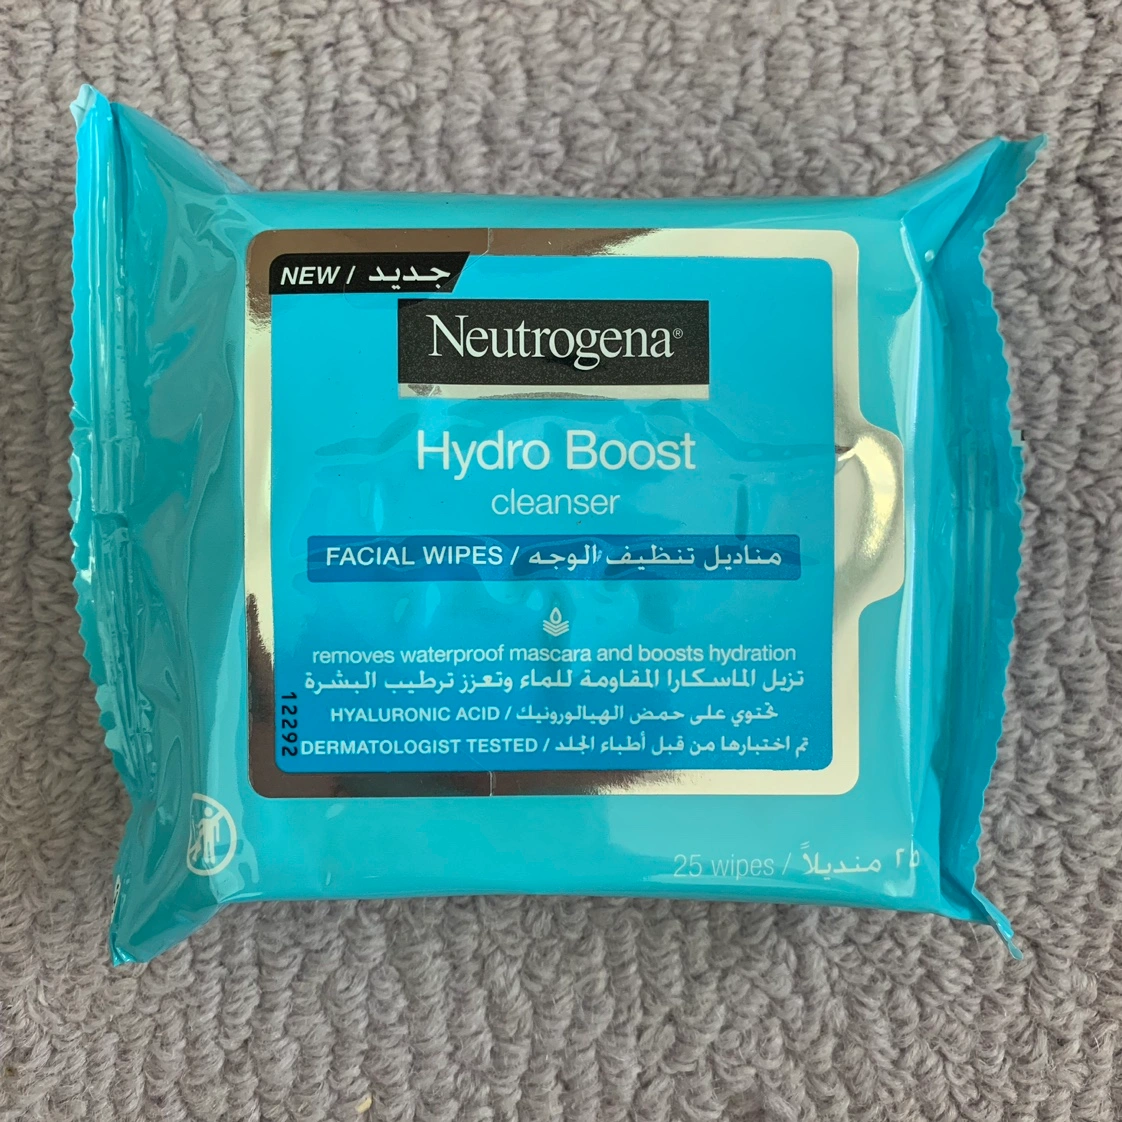 NEW / جديد
Neutrogena®
Hydro Boost
cleanser
FACIAL WIPES / مناديل تنظيف الوجه
removes waterproof mascara and boosts hydration
تزيل الماسكارا المقاومة للماء وتعزز ترطيب البشرة
HYALURONIC ACID / تحتوي على حمض الهيالورونيك
DERMATOLOGIST TESTED / تم اختبارها من قبل أطباء الجلد
12292
25 wipes / ٢٥ منديلاً